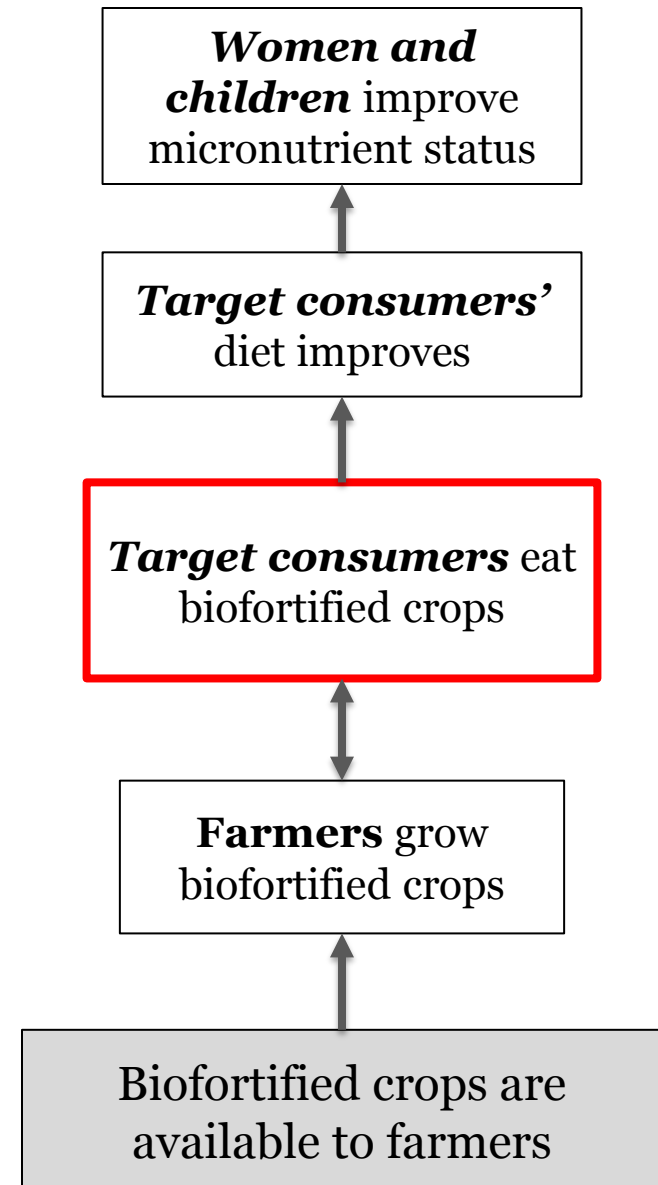 Women and
children improve
micronutrient status
Target consumers’
diet improves
Target consumers eat
biofortified crops
Farmers grow
biofortified crops
Biofortified crops are
available to farmers